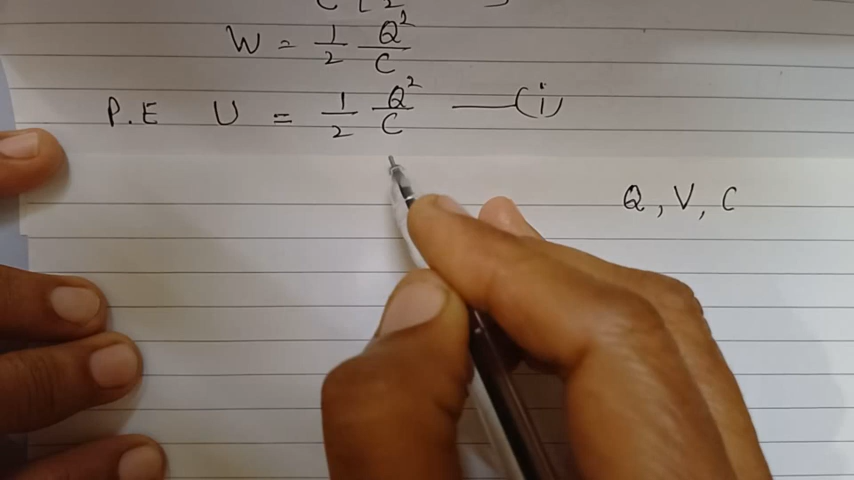 W = 1/2 Q²/C
P.E U = 1/2 Q²/C —(i)
Q, V, C